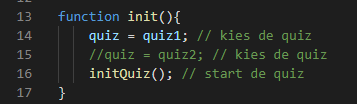 13 function init(){
14 quiz = quiz1; // kies de quiz
15 //quiz = quiz2; // kies de quiz
16 initQuiz(); // start de quiz
17 }